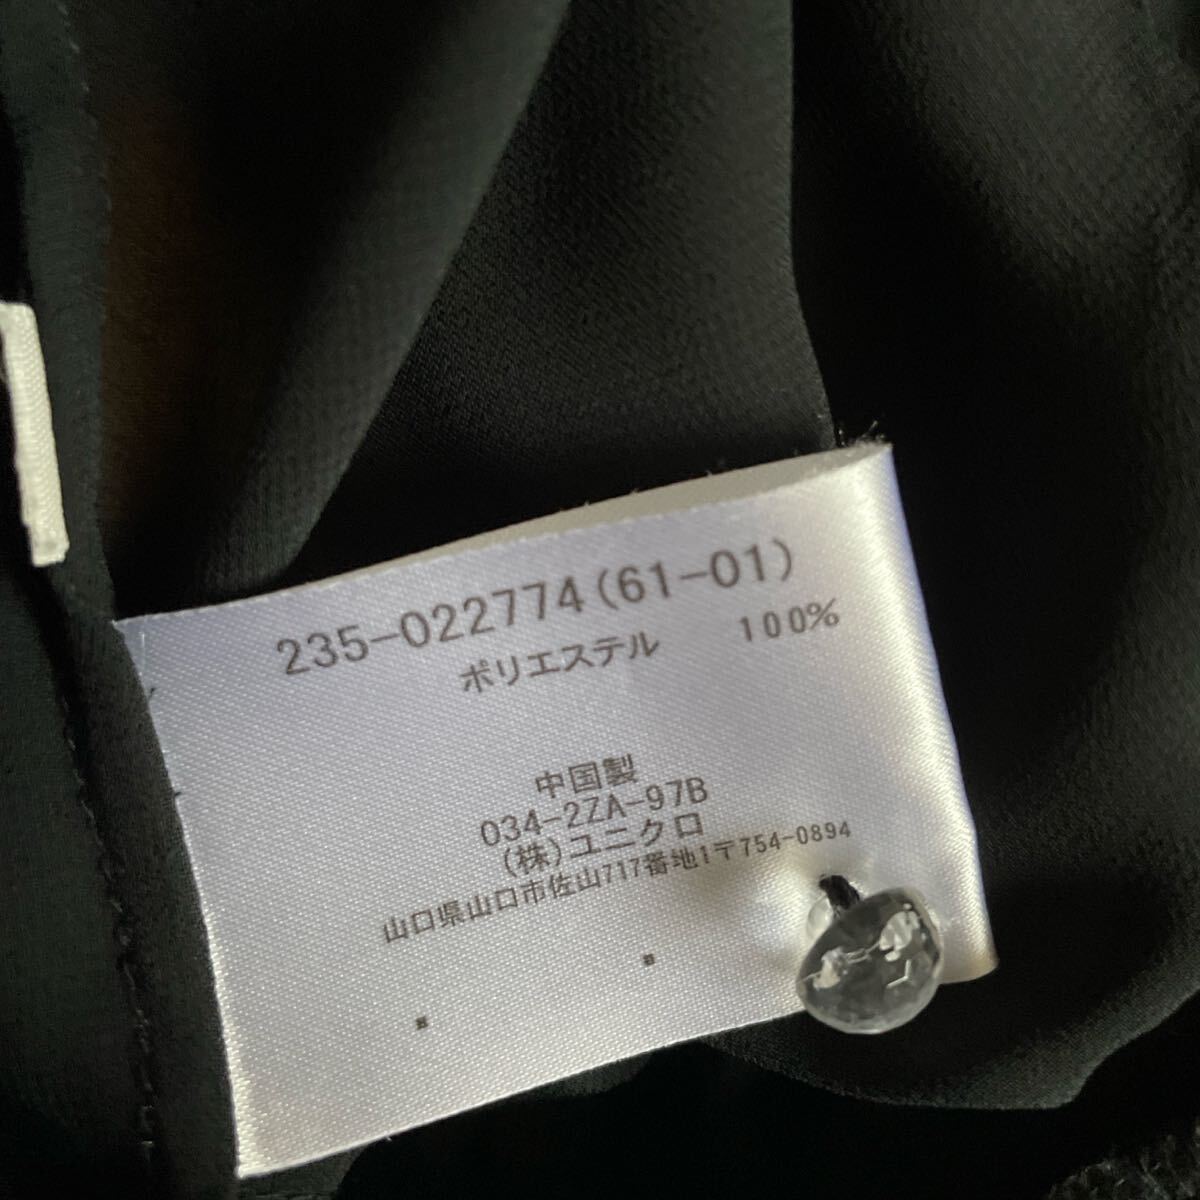 235-022774(61-01)
ポリエステル 100%
中国製
034-2ZA-97B
(株)ユニクロ
山口県山口市佐山717番地1〒754-0894